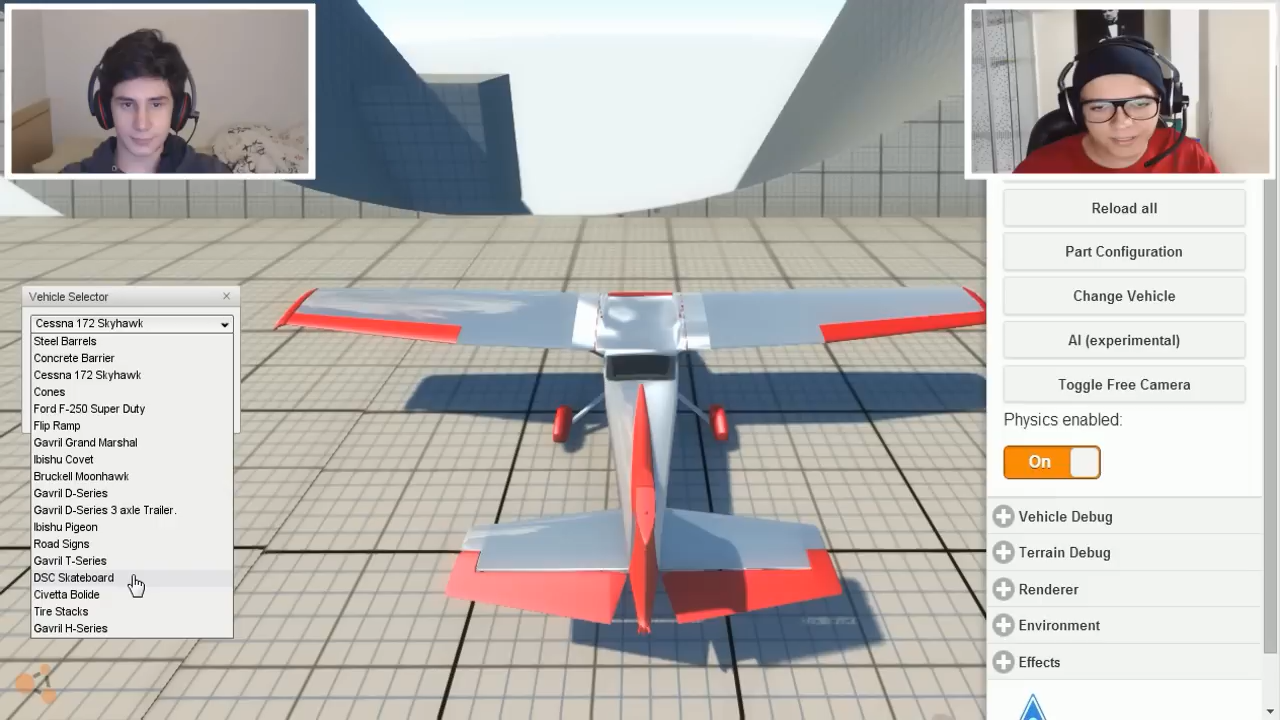 Reload all
Part Configuration
Change Vehicle
AI (experimental)
Toggle Free Camera
Physics enabled:
On
Vehicle Debug
Terrain Debug
Renderer
Environment
Effects
Vehicle Selector
Cessna 172 Skyhawk
Steel Barrels
Concrete Barrier
Cessna 172 Skyhawk
Cones
Ford F-250 Super Duty
Flip Ramp
Gavril Grand Marshal
Ibishu Covet
Bruckell Moonhawk
Gavril D-Series
Gavril D-Series 3 axle Trailer.
Ibishu Pigeon
Road Signs
Gavril T-Series
DSC Skateboard
Civetta Bolide
Tire Stacks
Gavril H-Series